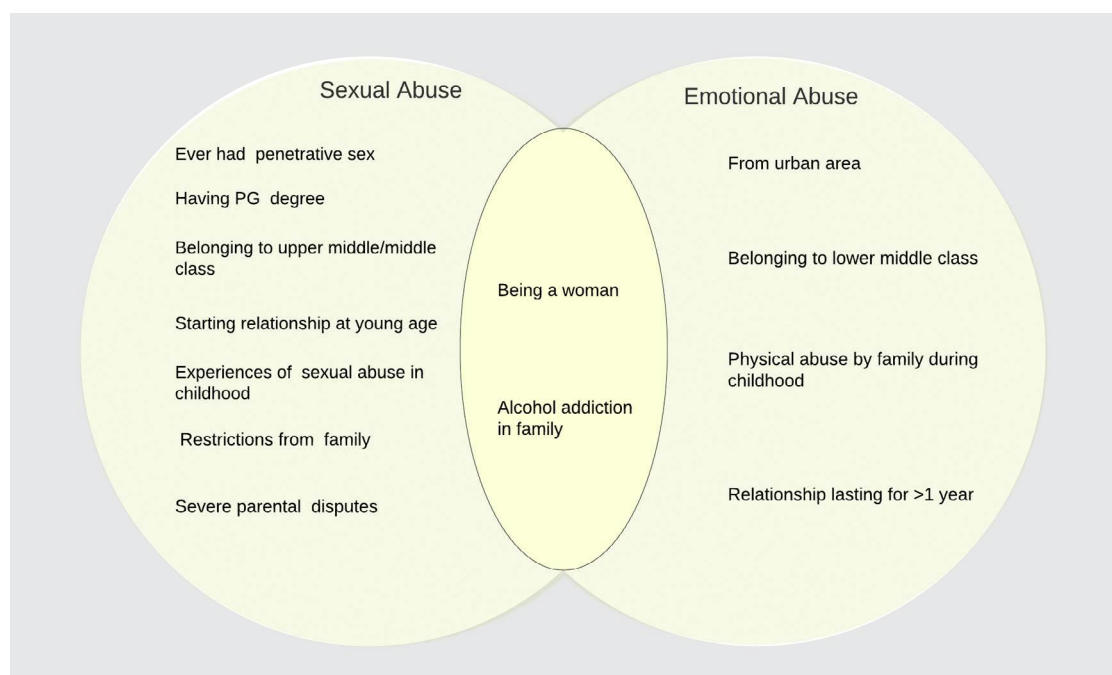 Sexual Abuse
Ever had penetrative sex
Having PG degree
Belonging to upper middle/middle
class
Starting relationship at young age
Experiences of sexual abuse in
childhood
Restrictions from family
Severe parental disputes
Being a woman
Alcohol addiction
in family
Emotional Abuse
From urban area
Belonging to lower middle class
Physical abuse by family during
childhood
Relationship lasting for >1 year